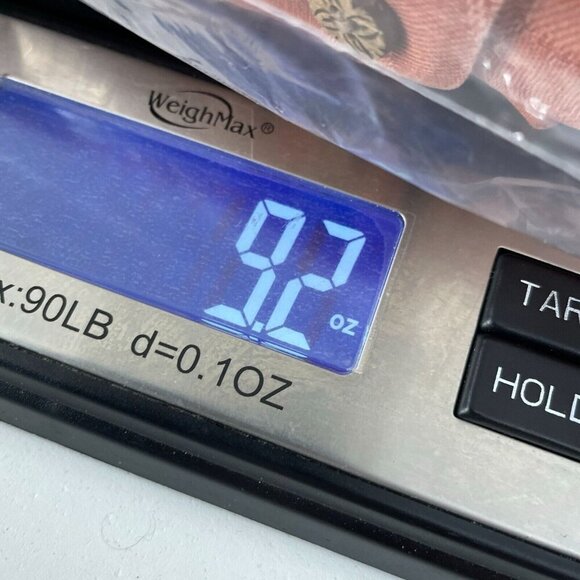 WeighMax®
9.2 oz
x:90LB d=0.1OZ
TAR
HOLD